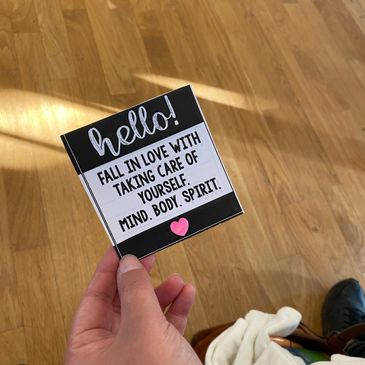 hello!
FALL IN LOVE WITH
TAKING CARE OF
YOURSELF.
MIND. BODY. SPIRIT.